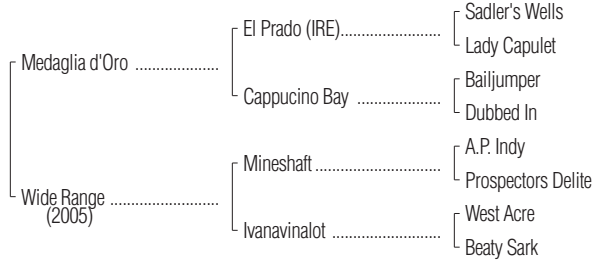 Sadler's Wells
El Prado (IRE)........................
Lady Capulet
Medaglia d'Oro ....................
Bailjumper
Cappucino Bay ....................
Dubbed In
A.P. Indy
Mineshaft..............................
Prospectors Delite
Wide Range ..........................
(2005)
West Acre
Ivanavinalot ..........................
Beaty Sark